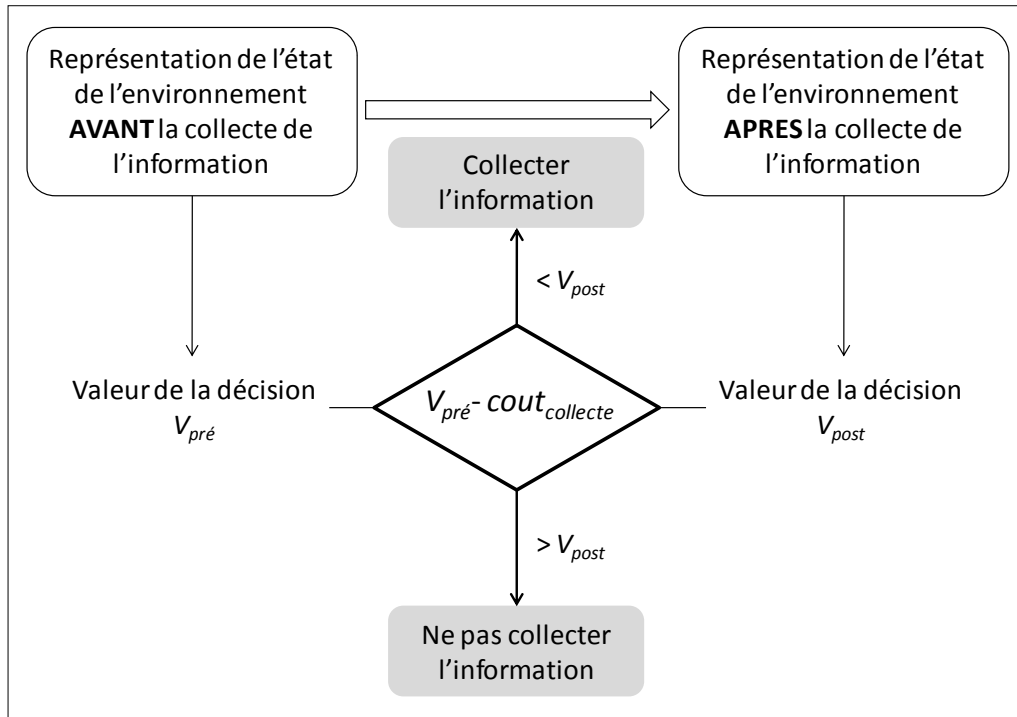 Représentation de l'état
de l'environnement
AVANT la collecte de
l'information
Représentation de l'état
de l'environnement
APRES la collecte de
l'information
Collecter
l'information
< Vpost
Valeur de la décision
Vpré
Vpré- coutcollecte
Valeur de la décision
Vpost
> Vpost
Ne pas collecter
l'information